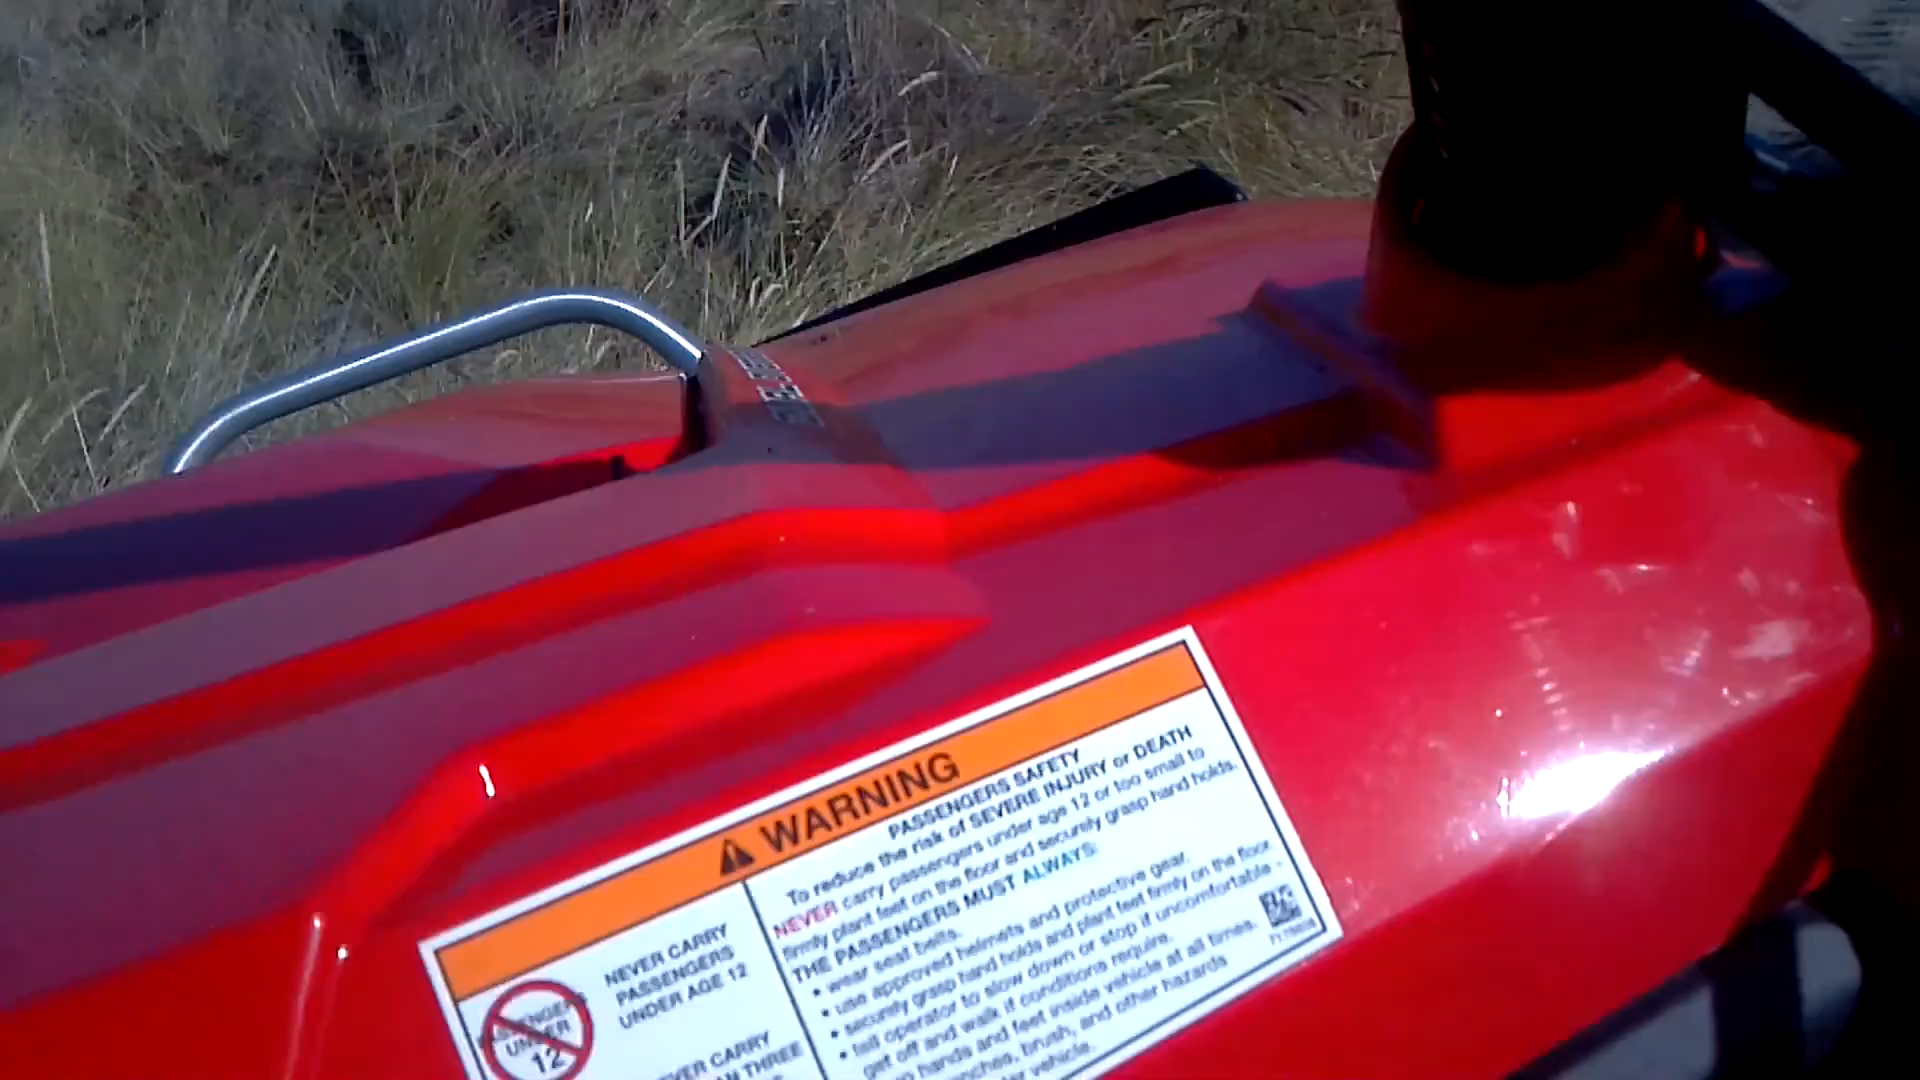 WARNING
PASSENGERS SAFETY
To reduce the risk of SEVERE INJURY or DEATH
NEVER carry passengers under age 12 or too small to
firmly plant feet on the floor and securely grasp hand holds.
THE PASSENGERS MUST ALWAYS:
• wear seat belts.
• use approved helmets and protective gear.
• securely grasp hand holds and plant feet firmly on the floor.
• tell operator to slow down or stop if uncomfortable -
get off and walk if conditions require.
hands and feet inside vehicle at all times.
brush, and other hazards
vehicle.
NEVER CARRY
PASSENGERS
UNDER AGE 12
PASSENGERS
UNDER
12
CARRY
THREE